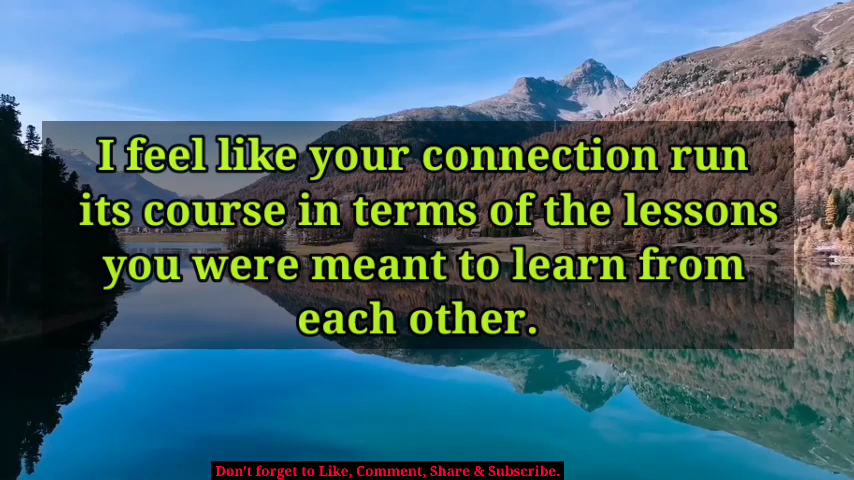 I feel like your connection run
its course in terms of the lessons
you were meant to learn from
each other.
Don't forget to Like, Comment, Share & Subscribe.